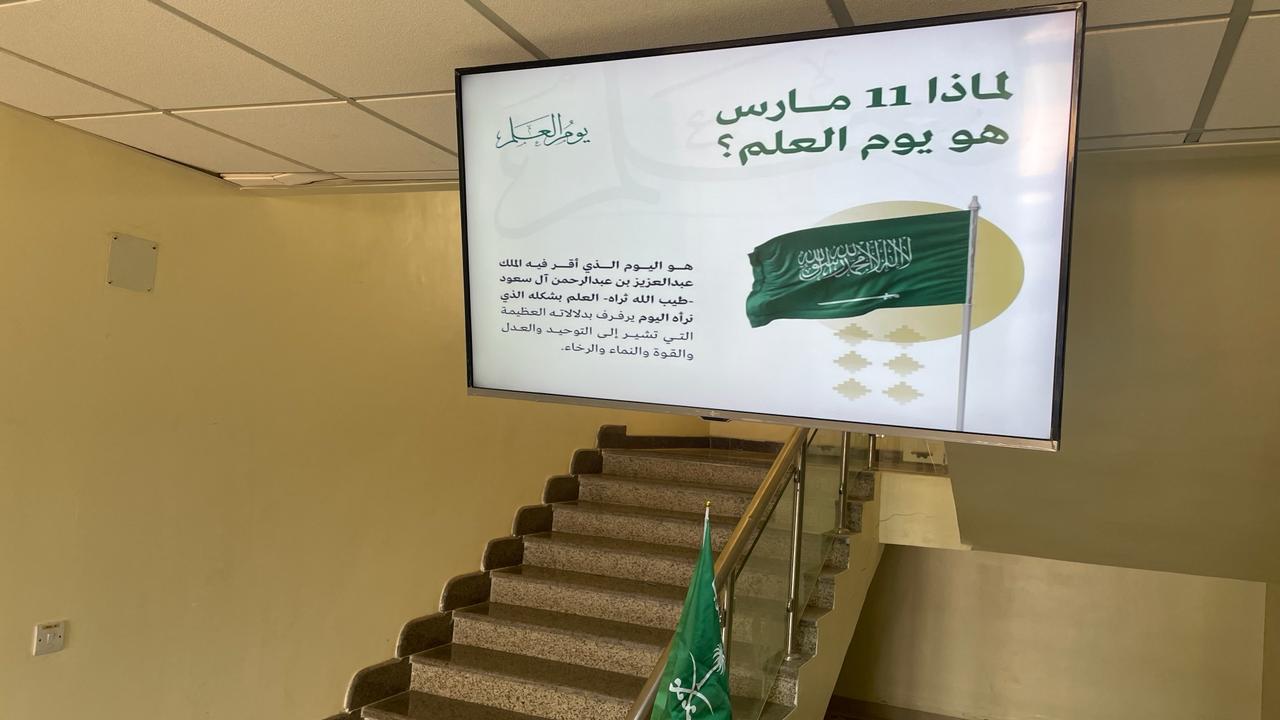 لماذا 11 مارس
هو يوم العلم؟
يوم العلم
لا إله إلا الله محمد رسول الله
هو اليوم الذي أقر فيه الملك
عبدالعزيز بن عبدالرحمن آل سعود
-طيب الله ثراه- العلم بشكله الذي
نرأه اليوم يرفرف بدلالاته العظيمة
التي تشير إلى التوحيد والعدل
والقوة والنماء والرخاء.